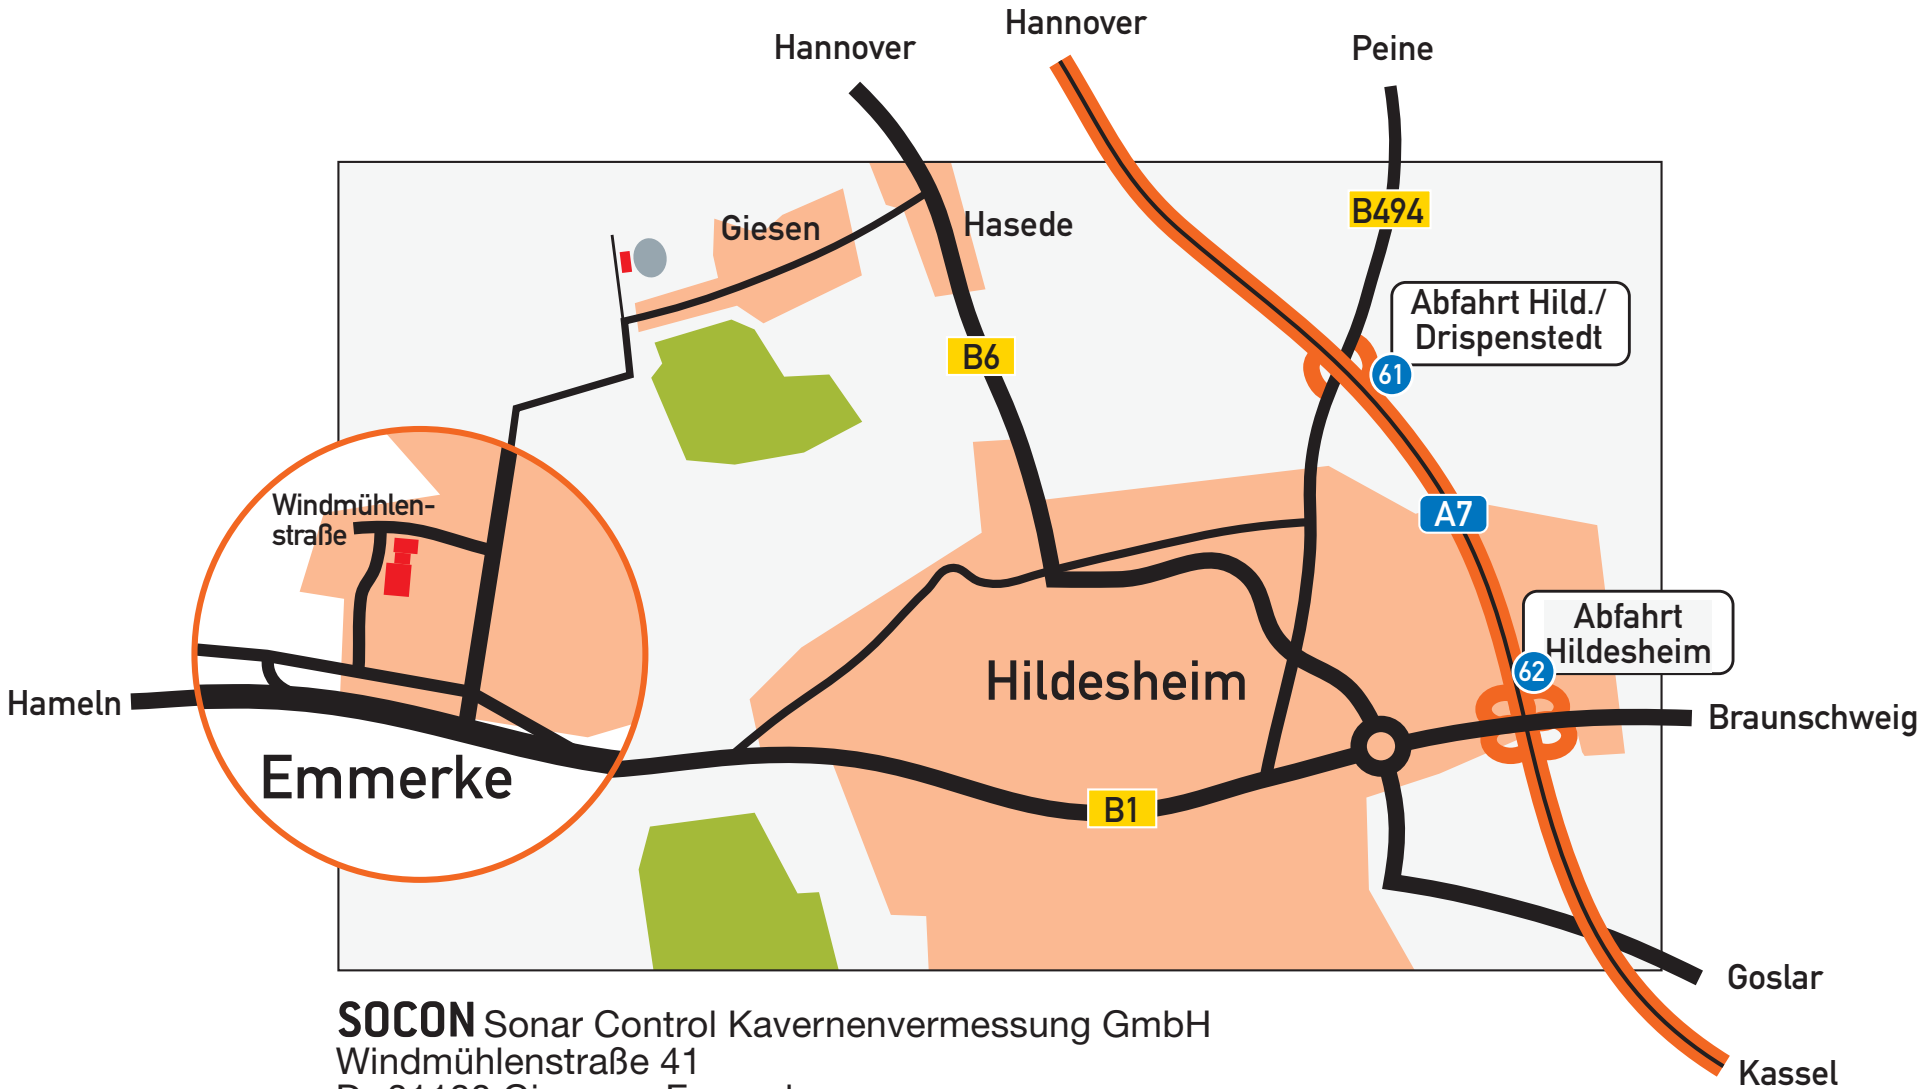 Hannover
Hannover
Peine
B494
Giesen
Hasede
Abfahrt Hild./
Drispenstedt
B6
61
Windmühlen-
straße
A7
Abfahrt
Hildesheim
62
Hildesheim
Hameln
Braunschweig
Emmerke
B1
Goslar
SOCON Sonar Control Kavernenvermessung GmbH
Windmühlenstraße 41
Kassel